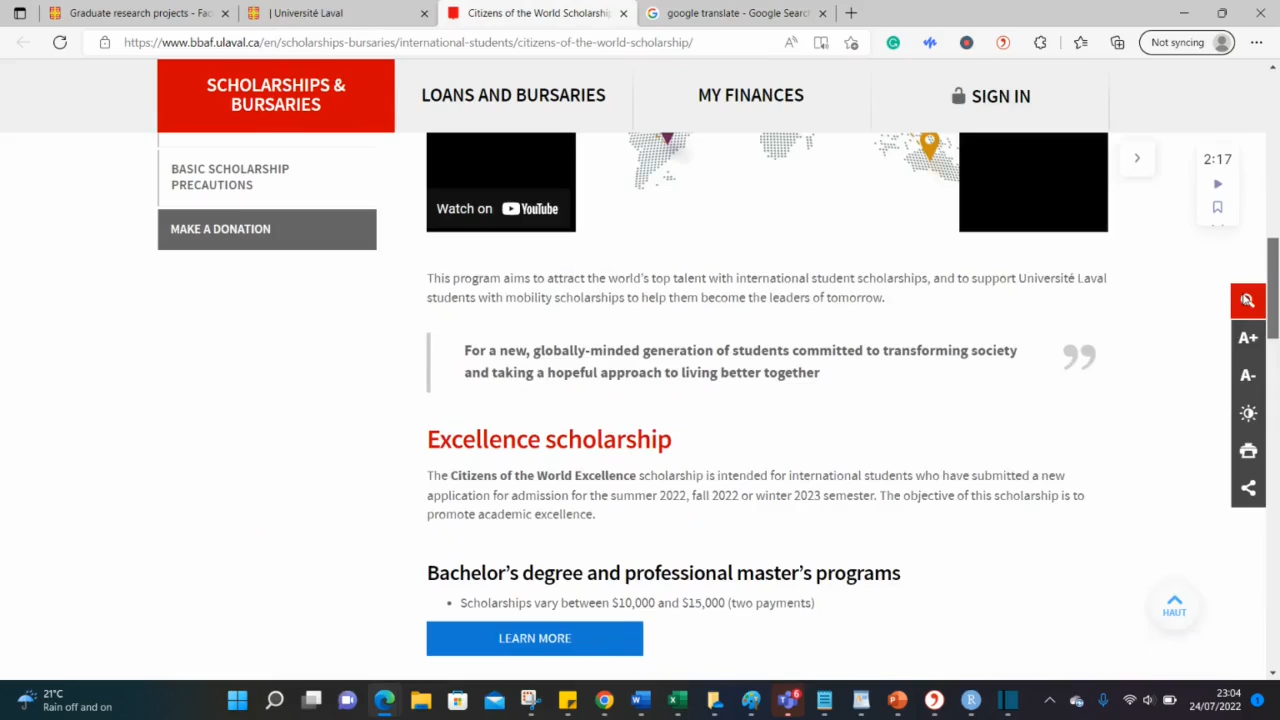 Graduate research projects - Fac
| Université Laval
Citizens of the World Scholarshi
google translate - Google Searc
https://www.bbaf.ulaval.ca/en/scholarships-bursaries/international-students/citizens-of-the-world-scholarship/
Not syncing
SCHOLARSHIPS &
BURSARIES
LOANS AND BURSARIES
MY FINANCES
SIGN IN
BASIC SCHOLARSHIP
PRECAUTIONS
MAKE A DONATION
Watch on YouTube
2:17
This program aims to attract the world's top talent with international student scholarships, and to support Université Laval
students with mobility scholarships to help them become the leaders of tomorrow.
For a new, globally-minded generation of students committed to transforming society
and taking a hopeful approach to living better together
”
A+
A-
Excellence scholarship
The Citizens of the World Excellence scholarship is intended for international students who have submitted a new
application for admission for the summer 2022, fall 2022 or winter 2023 semester. The objective of this scholarship is to
promote academic excellence.
Bachelor's degree and professional master's programs
• Scholarships vary between $10,000 and $15,000 (two payments)
LEARN MORE
HAUT
21°C
Rain off and on
6
23:04
24/07/2022
1